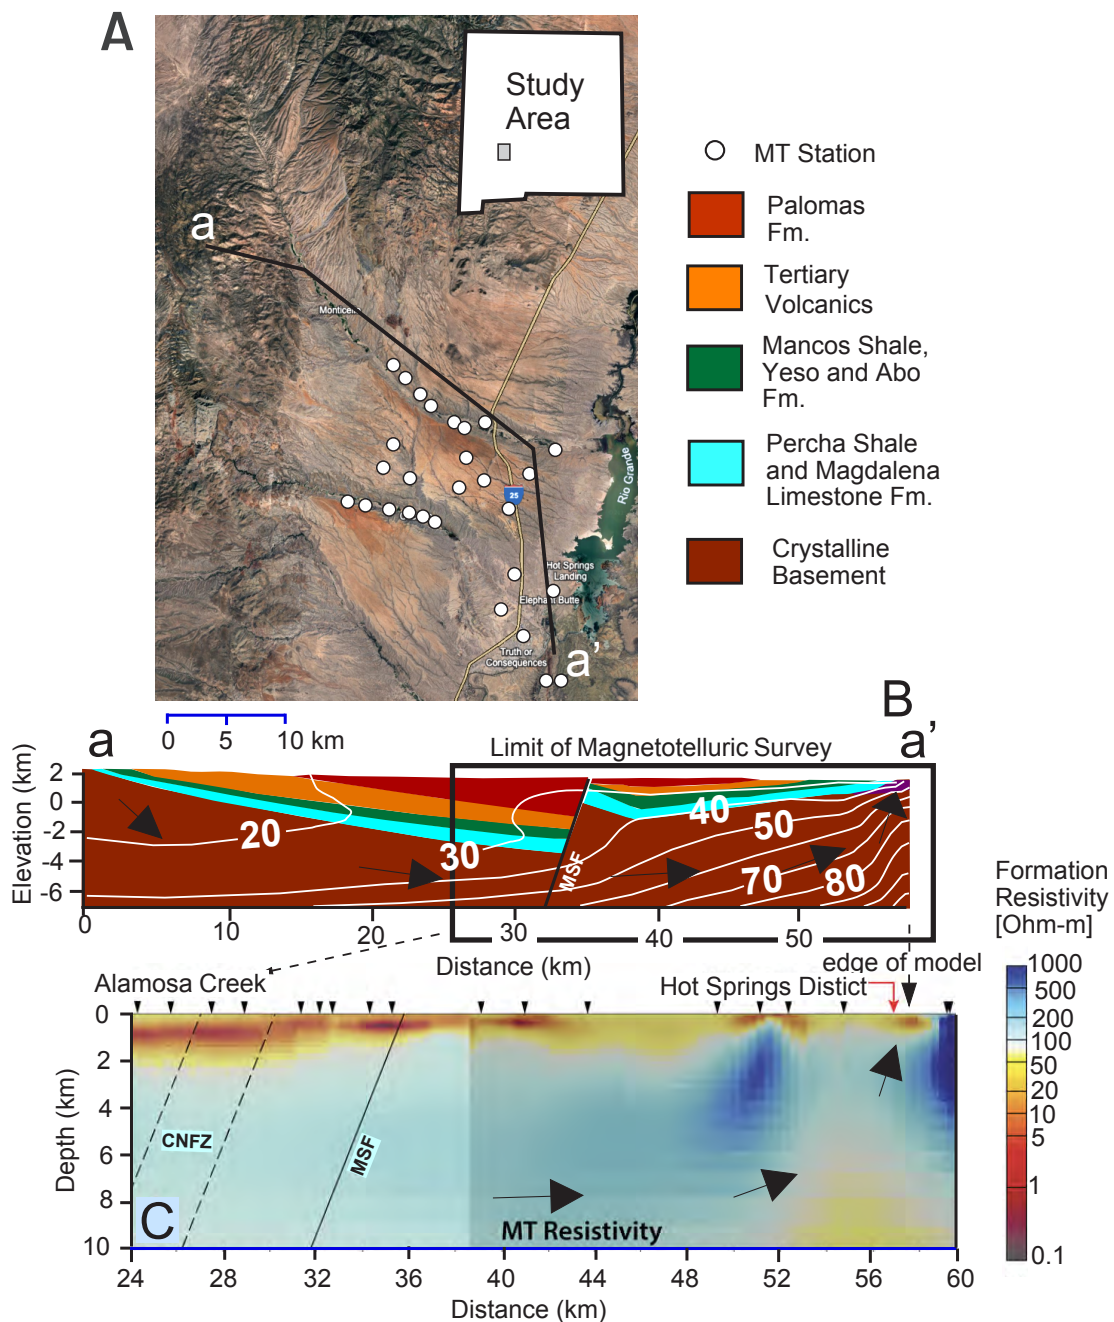 A
Study
Area
a
Monticello
25
Rio Grande
Hot Springs
Landing
Elephant Butte
Truth or
Consequences
a'
0 5 10 km
MT Station
Palomas
Fm.
Tertiary
Volcanics
Mancos Shale,
Yeso and Abo
Fm.
Percha Shale
and Magdalena
Limestone Fm.
Crystalline
Basement
B
a a'
Limit of Magnetotelluric Survey
Elevation (km)
2
0
-2
-4
-6
20
30
40
50
70
80
MSF
0 10 20 30 40 50
Distance (km)
edge of model
Alamosa Creek
Hot Springs Distict
Depth (km)
0
2
4
6
8
10
CNFZ
MSF
C
MT Resistivity
24 28 32 36 40 44 48 52 56 60
Distance (km)
Formation
Resistivity
[Ohm-m]
1000
500
200
100
50
20
10
5
1
0.1